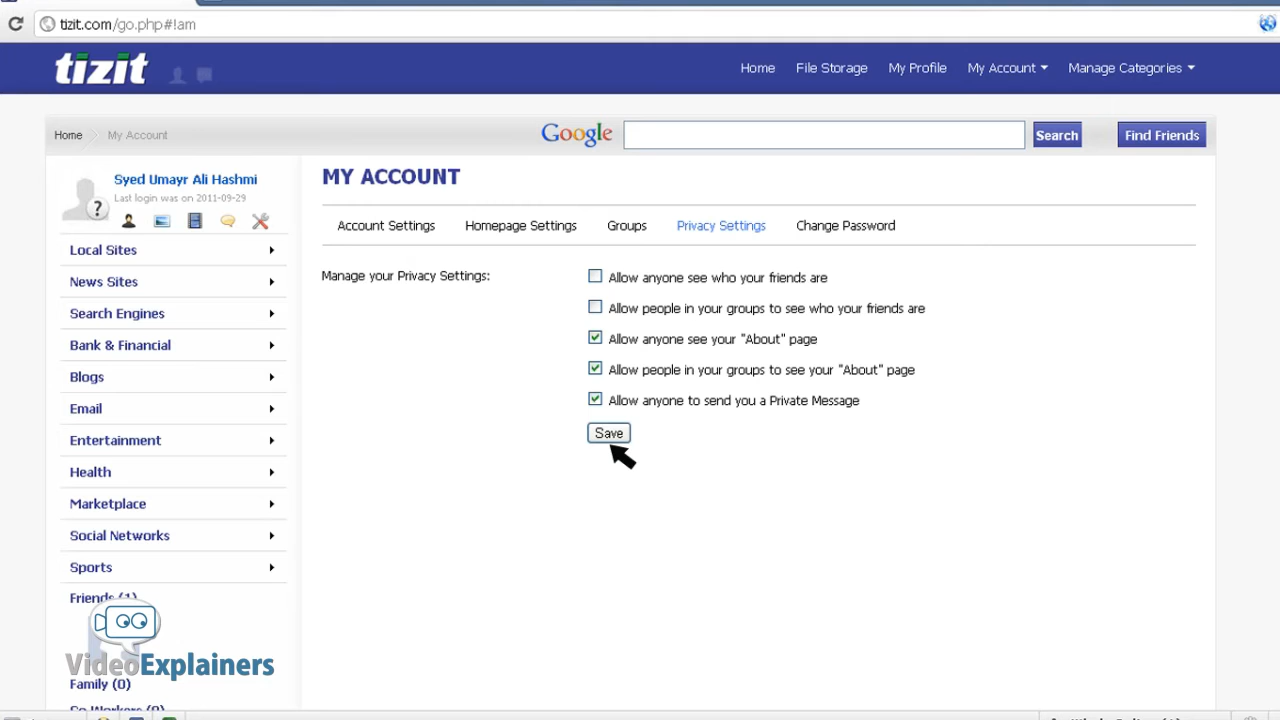 tizit.com/go.php#!am
tizit
Home File Storage My Profile My Account Manage Categories
Home My Account Google Search Find Friends
Syed Umayr Ali Hashmi
Last login was on 2011-09-29
?
Local Sites
News Sites
Search Engines
Bank & Financial
Blogs
Email
Entertainment
Health
Marketplace
Social Networks
Sports
Friends (1)
VideoExplainers
Family (0)
Co Workers (0)
MY ACCOUNT
Account Settings Homepage Settings Groups Privacy Settings Change Password
Manage your Privacy Settings:
Allow anyone see who your friends are
Allow people in your groups to see who your friends are
Allow anyone see your "About" page
Allow people in your groups to see your "About" page
Allow anyone to send you a Private Message
Save